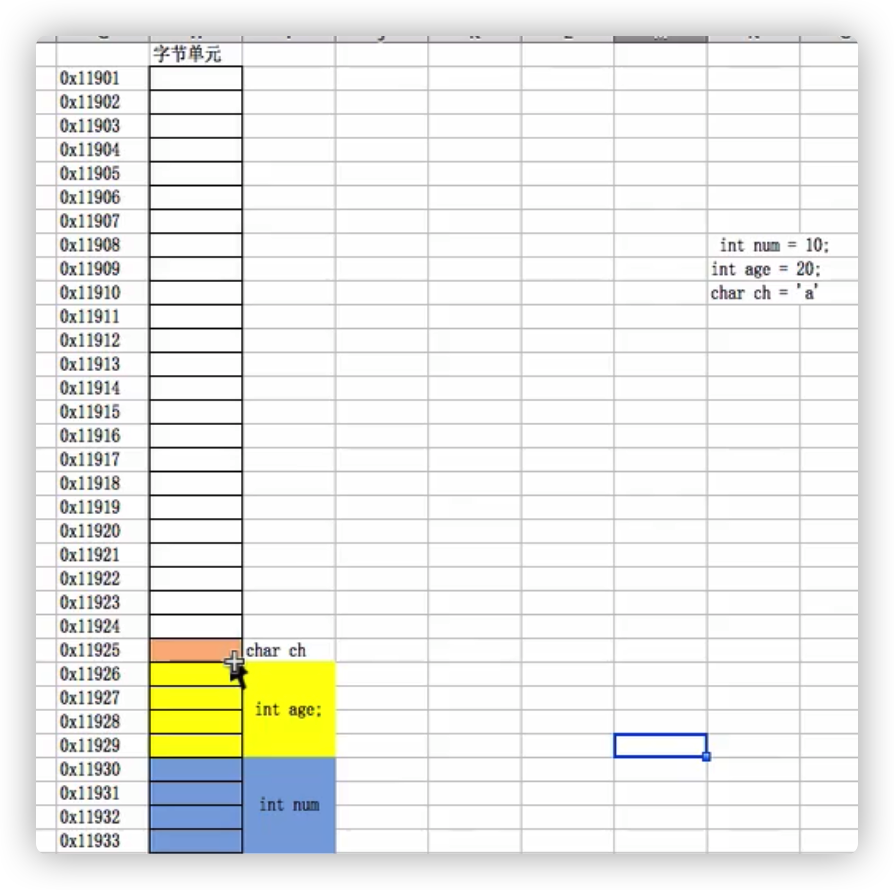 字节单元
0x11901
0x11902
0x11903
0x11904
0x11905
0x11906
0x11907
0x11908 int num = 10;
0x11909 int age = 20;
0x11910 char ch = 'a'
0x11911
0x11912
0x11913
0x11914
0x11915
0x11916
0x11917
0x11918
0x11919
0x11920
0x11921
0x11922
0x11923
0x11924
0x11925 char ch
0x11926
0x11927
int age;
0x11928
0x11929
0x11930
0x11931
int num
0x11932
0x11933